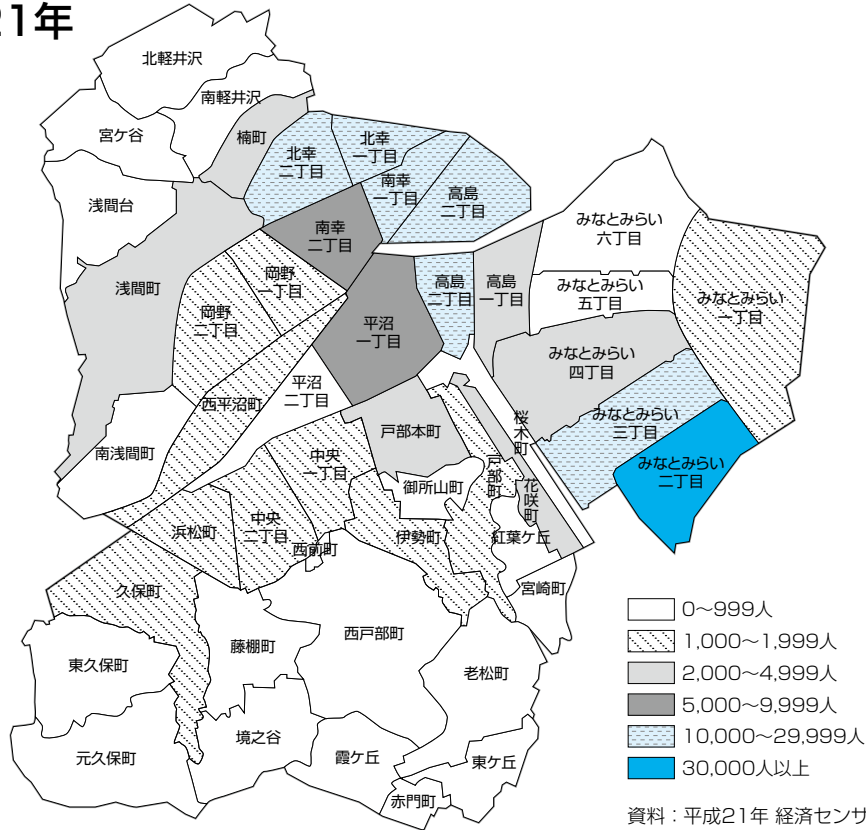 21年
北軽井沢
南軽井沢
宮ケ谷
楠町
北幸
一丁目
北幸
二丁目
南幸
一丁目
高島
二丁目
浅間台
南幸
二丁目
みなとみらい
六丁目
浅間町
岡野
一丁目
高島
二丁目
高島
一丁目
みなとみらい
五丁目
みなとみらい
一丁目
岡野
二丁目
平沼
一丁目
みなとみらい
四丁目
平沼
二丁目
西平沼町
みなとみらい
三丁目
桜木町
戸部本町
南浅間町
中央
一丁目
みなとみらい
二丁目
戸部町
御所山町
花咲町
浜松町
中央
二丁目
西前町
伊勢町
紅葉ケ丘
久保町
宮崎町
藤棚町
西戸部町
東久保町
老松町
境之谷
元久保町
霞ケ丘
東ケ丘
赤門町
0〜999人
1,000〜1,999人
2,000〜4,999人
5,000〜9,999人
10,000〜29,999人
30,000人以上
資料：平成21年 経済センサ